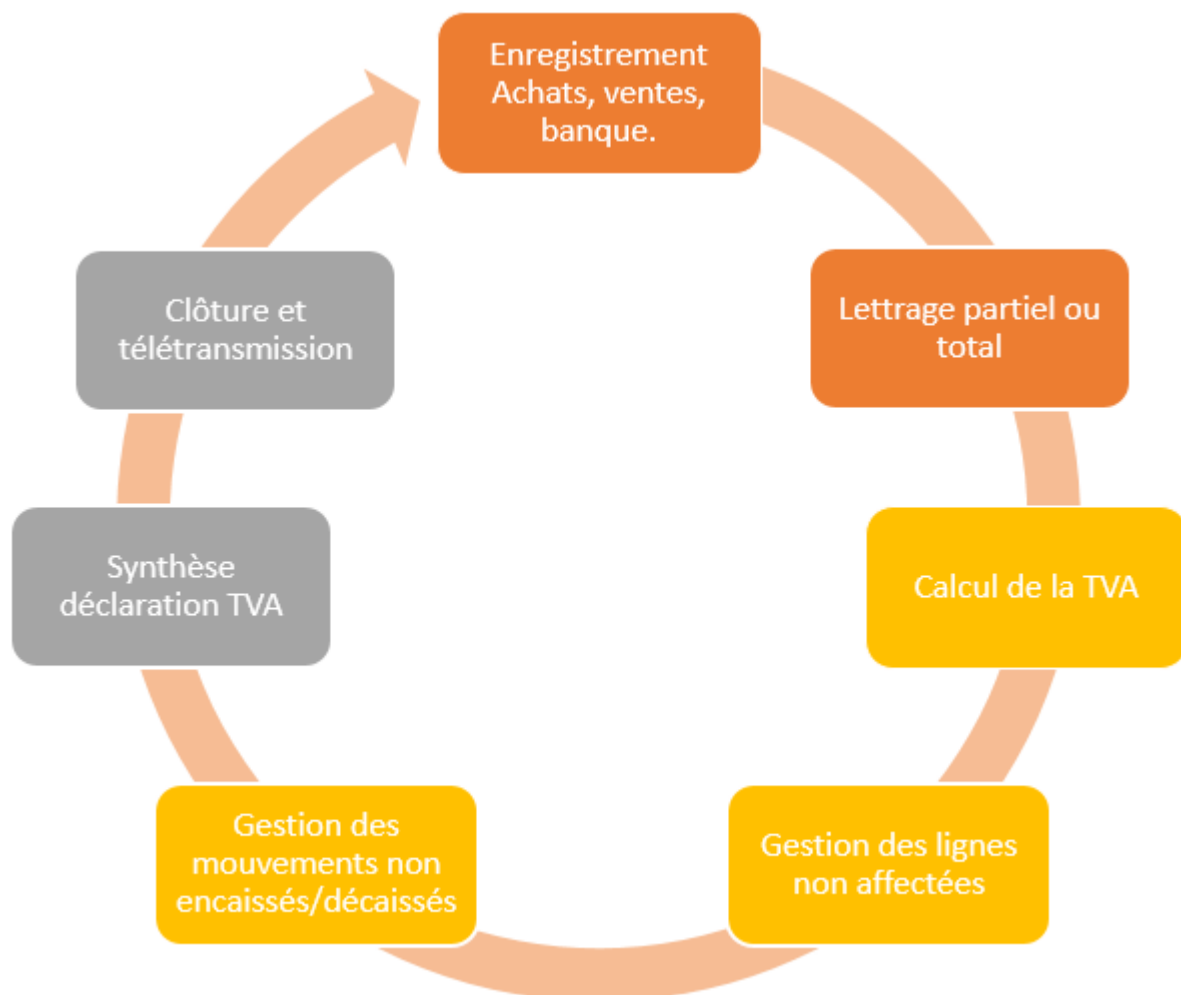 Enregistrement
Achats, ventes,
banque.
Lettrage partiel ou
total
Calcul de la TVA
Gestion des lignes
non affectées
Gestion des
mouvements non
encaissés/décaissés
Synthèse
déclaration TVA
Clôture et
télétransmission